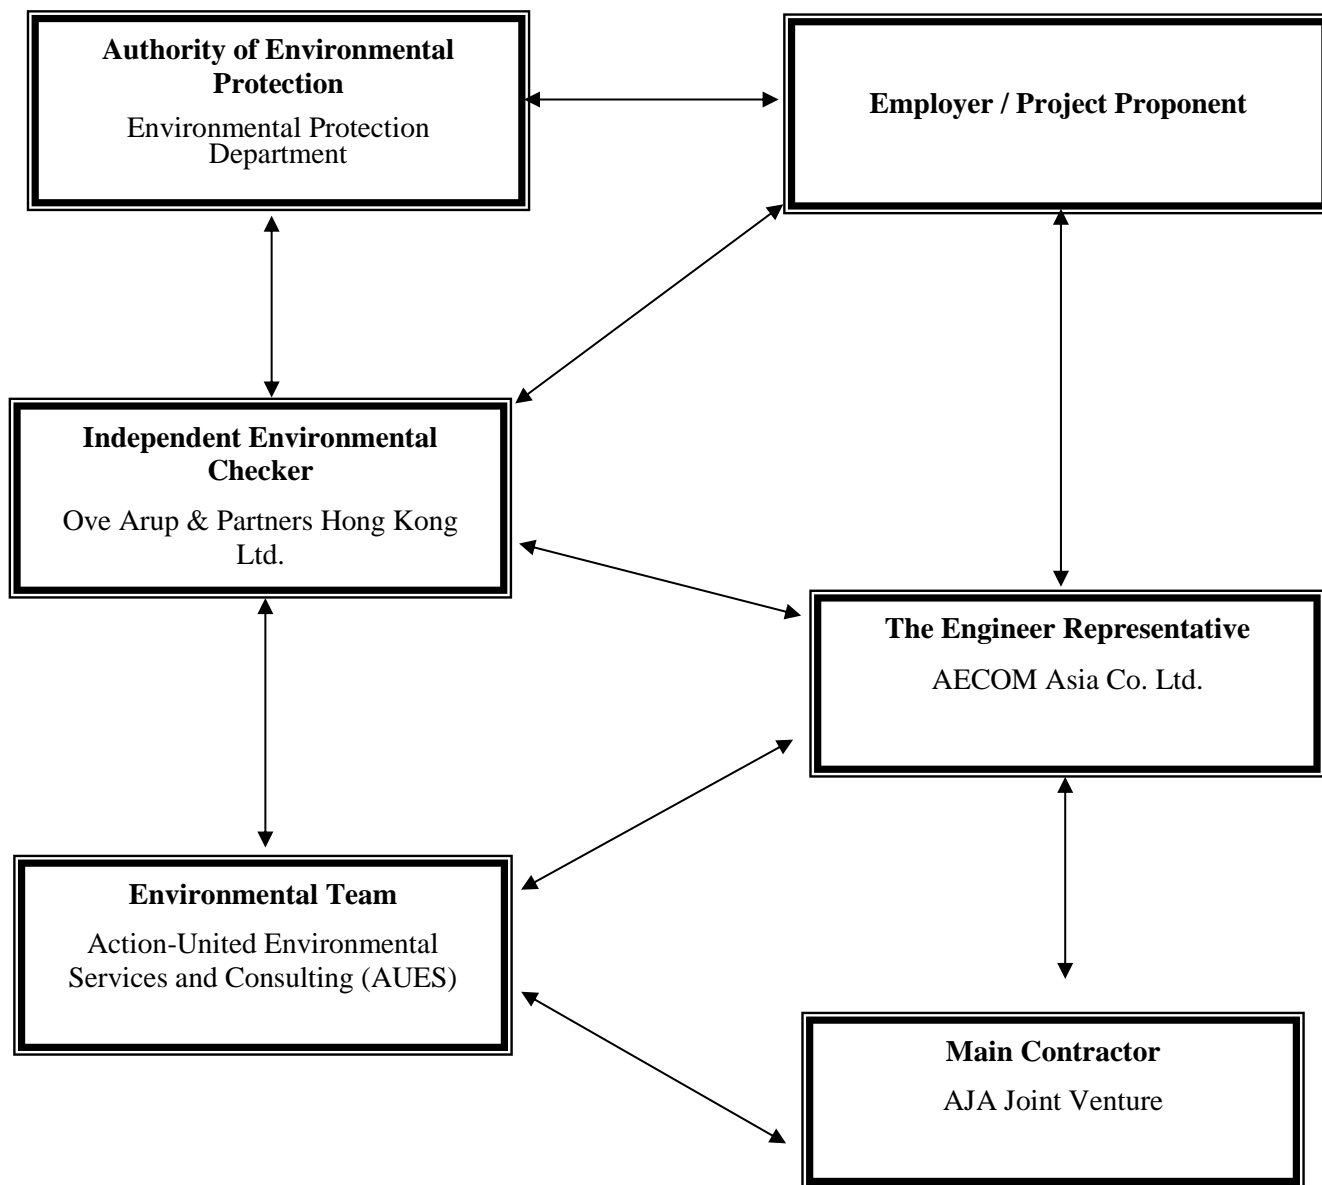 Authority of Environmental
Protection
Environmental Protection
Department
Employer / Project Proponent
Independent Environmental
Checker
Ove Arup & Partners Hong Kong
Ltd.
The Engineer Representative
AECOM Asia Co. Ltd.
Environmental Team
Action-United Environmental
Services and Consulting (AUES)
Main Contractor
AJA Joint Venture